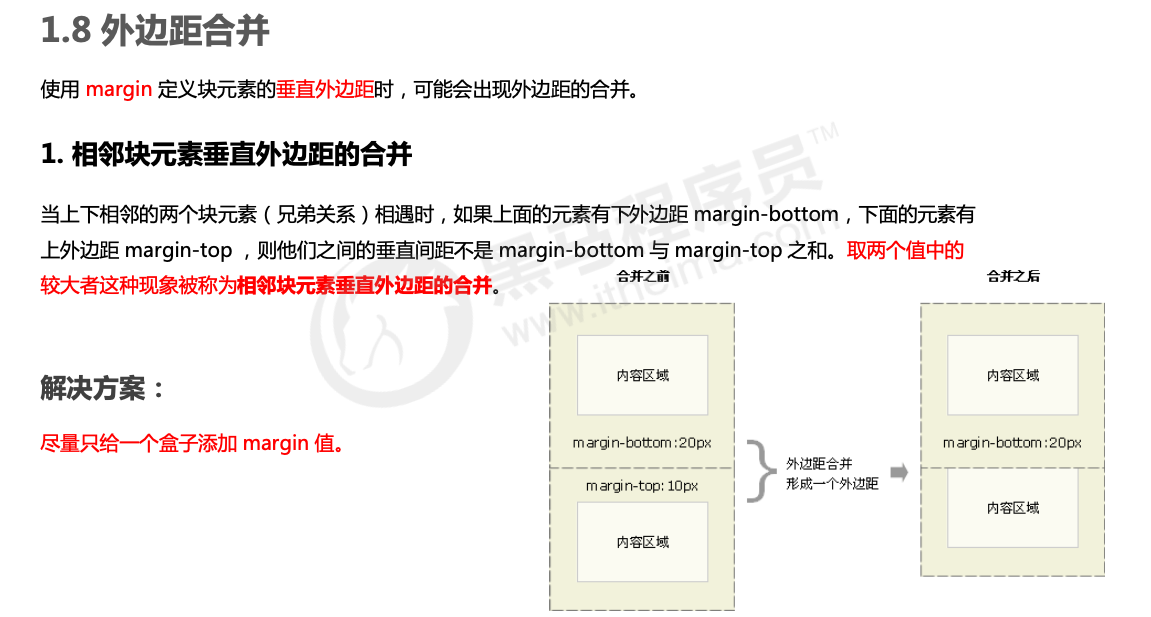 1.8 外边距合并
使用 margin 定义块元素的垂直外边距时，可能会出现外边距的合并。
1. 相邻块元素垂直外边距的合并
当上下相邻的两个块元素（兄弟关系）相遇时，如果上面的元素有下外边距 margin-bottom，下面的元素有
上外边距 margin-top ，则他们之间的垂直间距不是 margin-bottom 与 margin-top 之和。取两个值中的
较大者这种现象被称为相邻块元素垂直外边距的合并。
解决方案：
尽量只给一个盒子添加 margin 值。
合并之前
内容区域
margin-bottom:20px
margin-top:10px
内容区域
外边距合并
形成一个外边距
合并之后
内容区域
margin-bottom:20px
内容区域
黑马程序员™
www.itheima.com